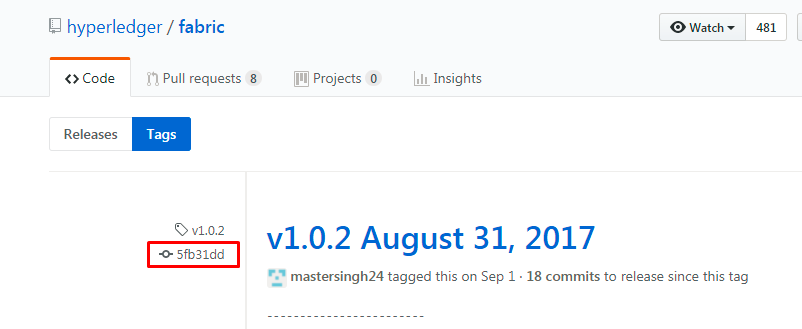 hyperledger / fabric
Watch 481
Code Pull requests 8 Projects 0 Insights
Releases Tags
v1.0.2
5fb31dd
v1.0.2 August 31, 2017
mastersingh24 tagged this on Sep 1 · 18 commits to release since this tag
------------------------